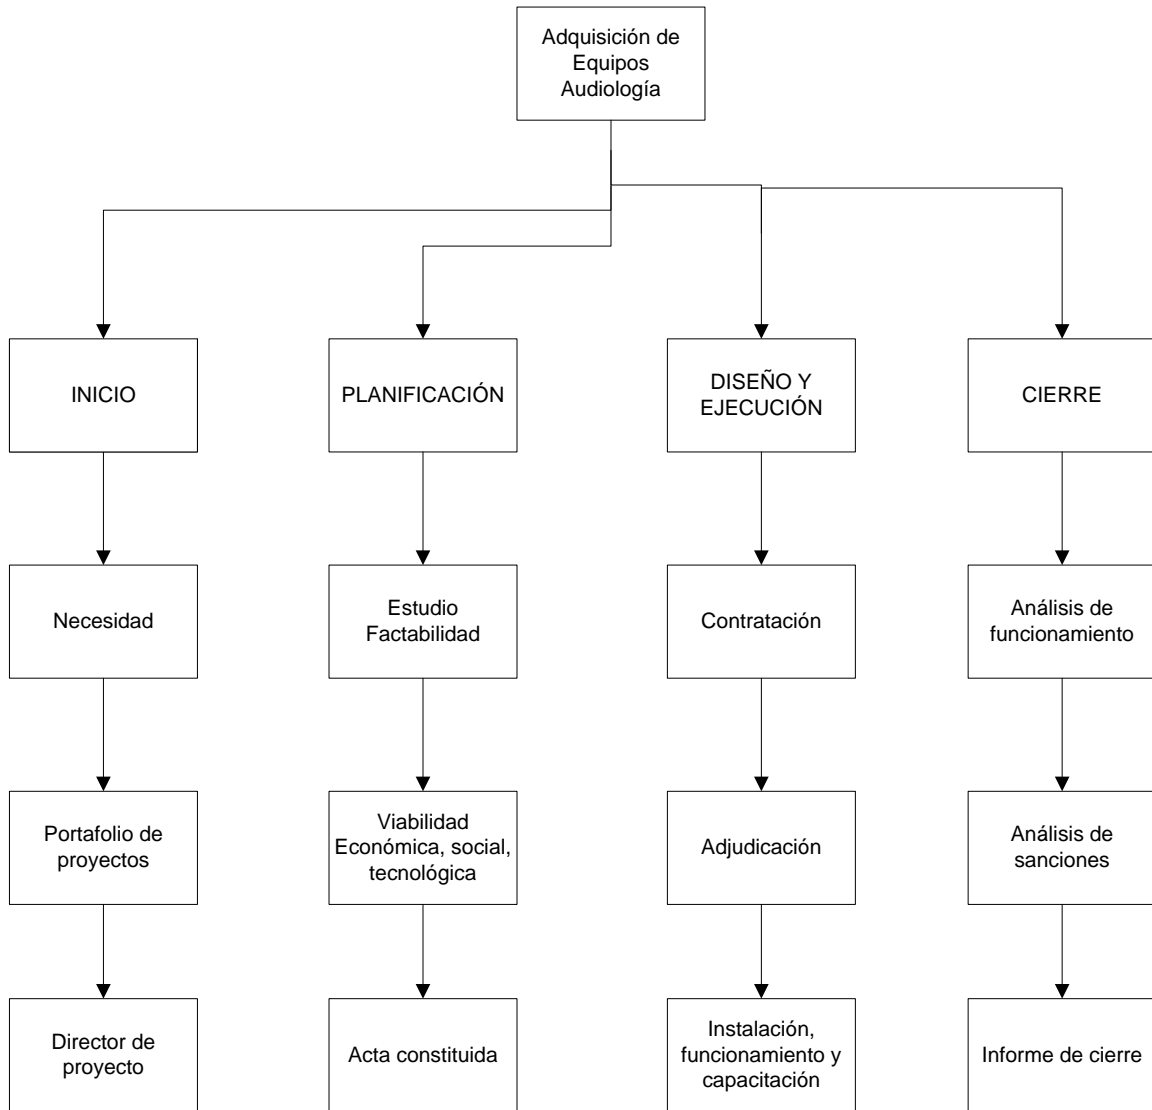 Adquisición de
Equipos
Audiología
INICIO
PLANIFICACIÓN
DISEÑO Y
EJECUCIÓN
CIERRE
Necesidad
Estudio
Factabilidad
Contratación
Análisis de
funcionamiento
Portafolio de
proyectos
Viabilidad
Económica, social,
tecnológica
Adjudicación
Análisis de
sanciones
Director de
proyecto
Acta constituida
Instalación,
funcionamiento y
capacitación
Informe de cierre